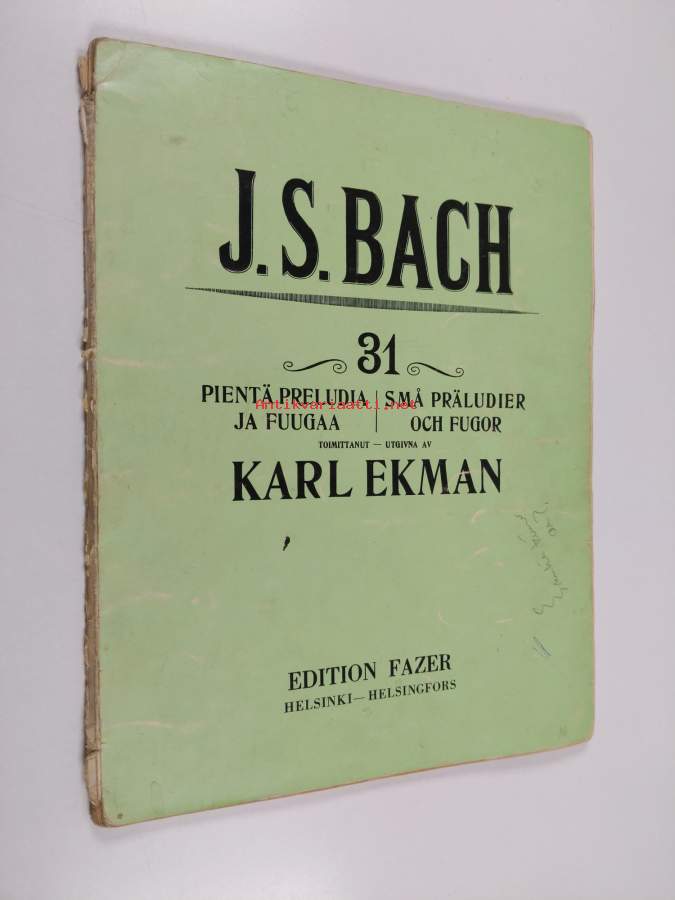 J.S. BACH
31
PIENTÄ PRELUDIA
JA FUUGAA
SMÅ PRÄLUDIER
OCH FUGOR
Antikvariaatti.net
TOIMITTANUT — UTGIVNA AV
KARL EKMAN
EDITION FAZER
HELSINKI—HELSINGFORS